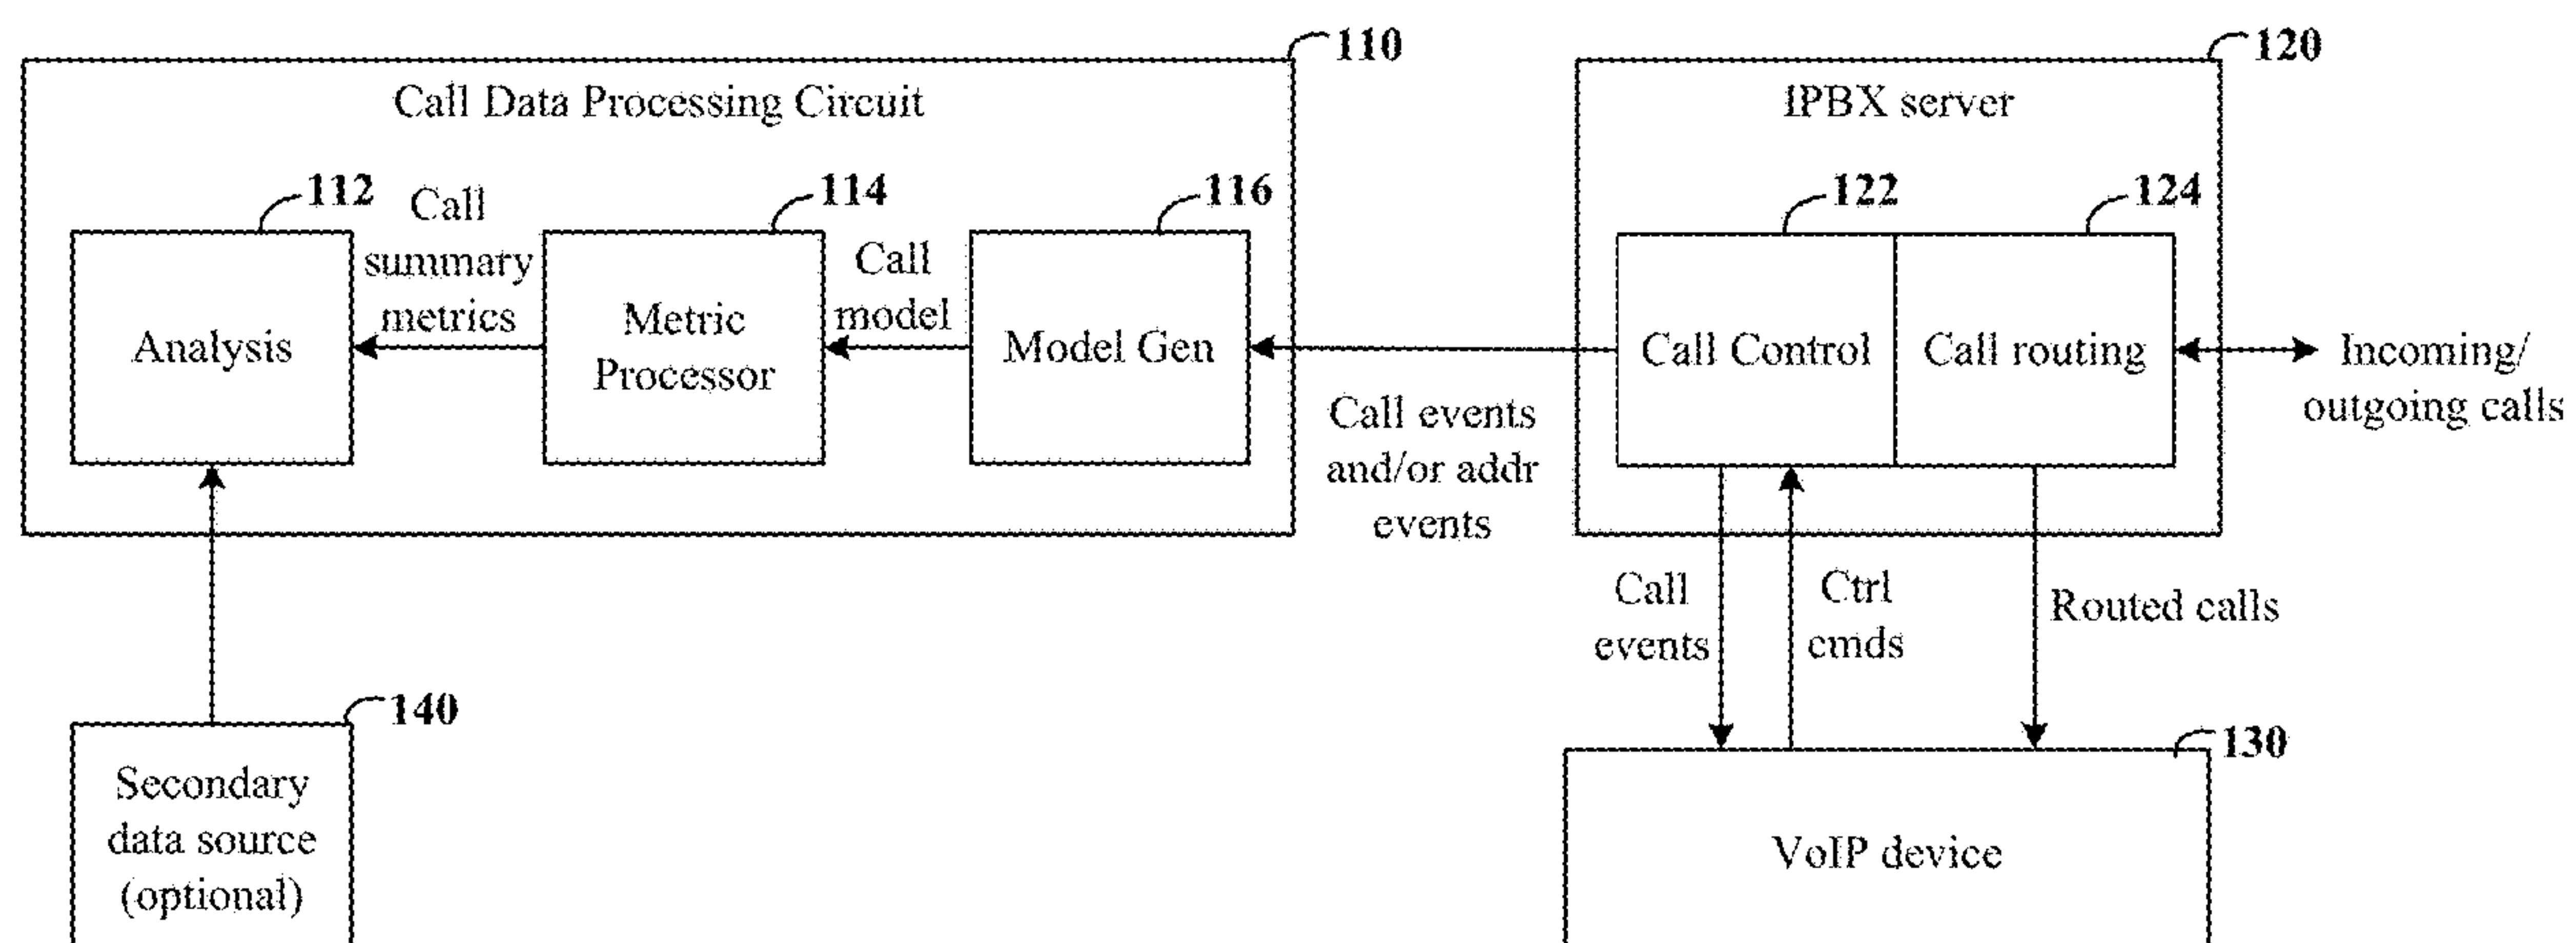 110
120
Call Data Processing Circuit
IPBX server
112
Call
summary
metrics
114
Call
model
116
122
124
Analysis
Metric
Processor
Model Gen
Call Control
Call routing
Incoming/
outgoing calls
Call events
and/or addr
events
Call
events
Ctrl
cmds
Routed calls
140
130
Secondary
data source
(optional)
VoIP device